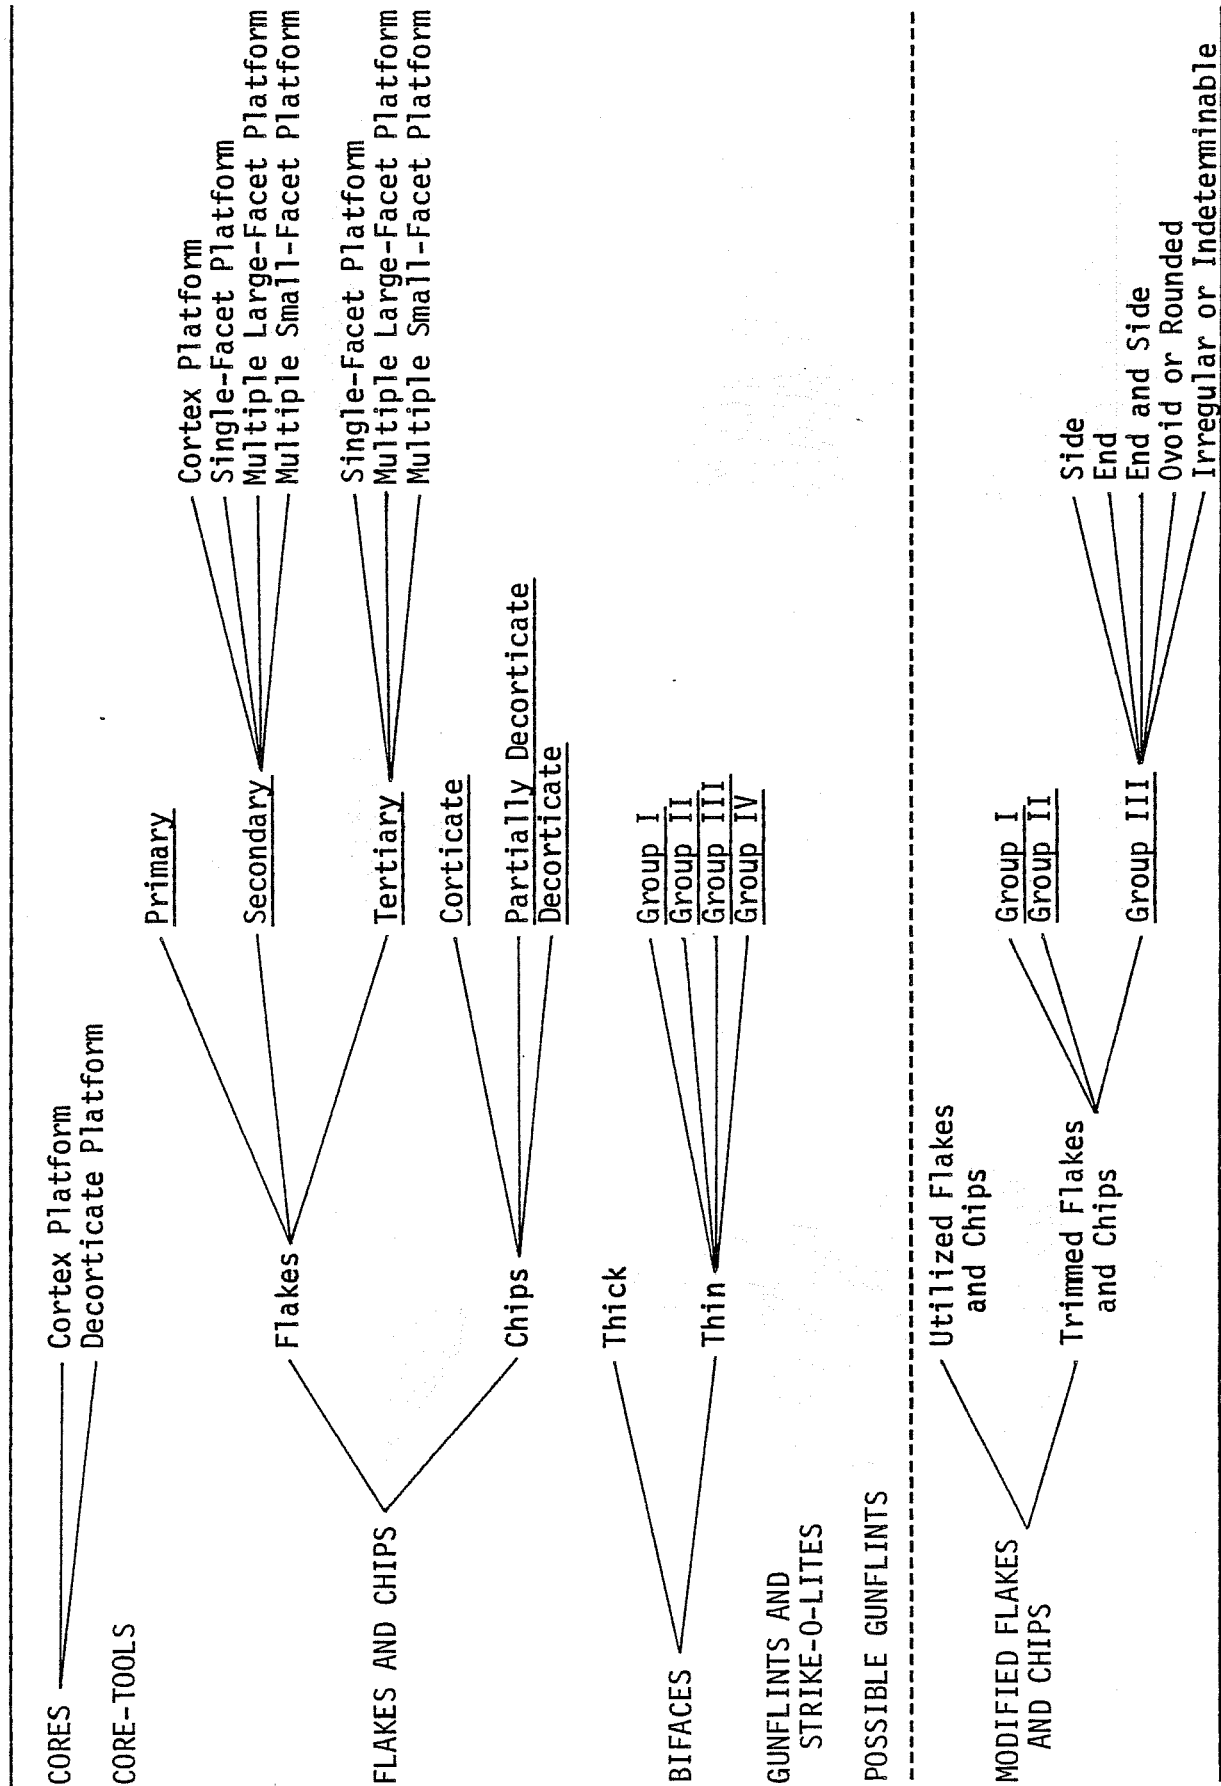 CORES
Cortex Platform
Decorticate Platform
CORE-TOOLS
FLAKES AND CHIPS
Flakes
Primary
Secondary
Cortex Platform
Single-Facet Platform
Multiple Large-Facet Platform
Multiple Small-Facet Platform
Tertiary
Single-Facet Platform
Multiple Large-Facet Platform
Multiple Small-Facet Platform
Chips
Corticate
Partially Decorticate
Decorticate
BIFACES
Thick
Thin
Group I
Group II
Group III
Group IV
GUNFLINTS AND
STRIKE-O-LITES
POSSIBLE GUNFLINTS
MODIFIED FLAKES
AND CHIPS
Utilized Flakes
and Chips
Trimmed Flakes
and Chips
Group I
Group II
Group III
Side
End
End and Side
Ovoid or Rounded
Irregular or Indeterminable